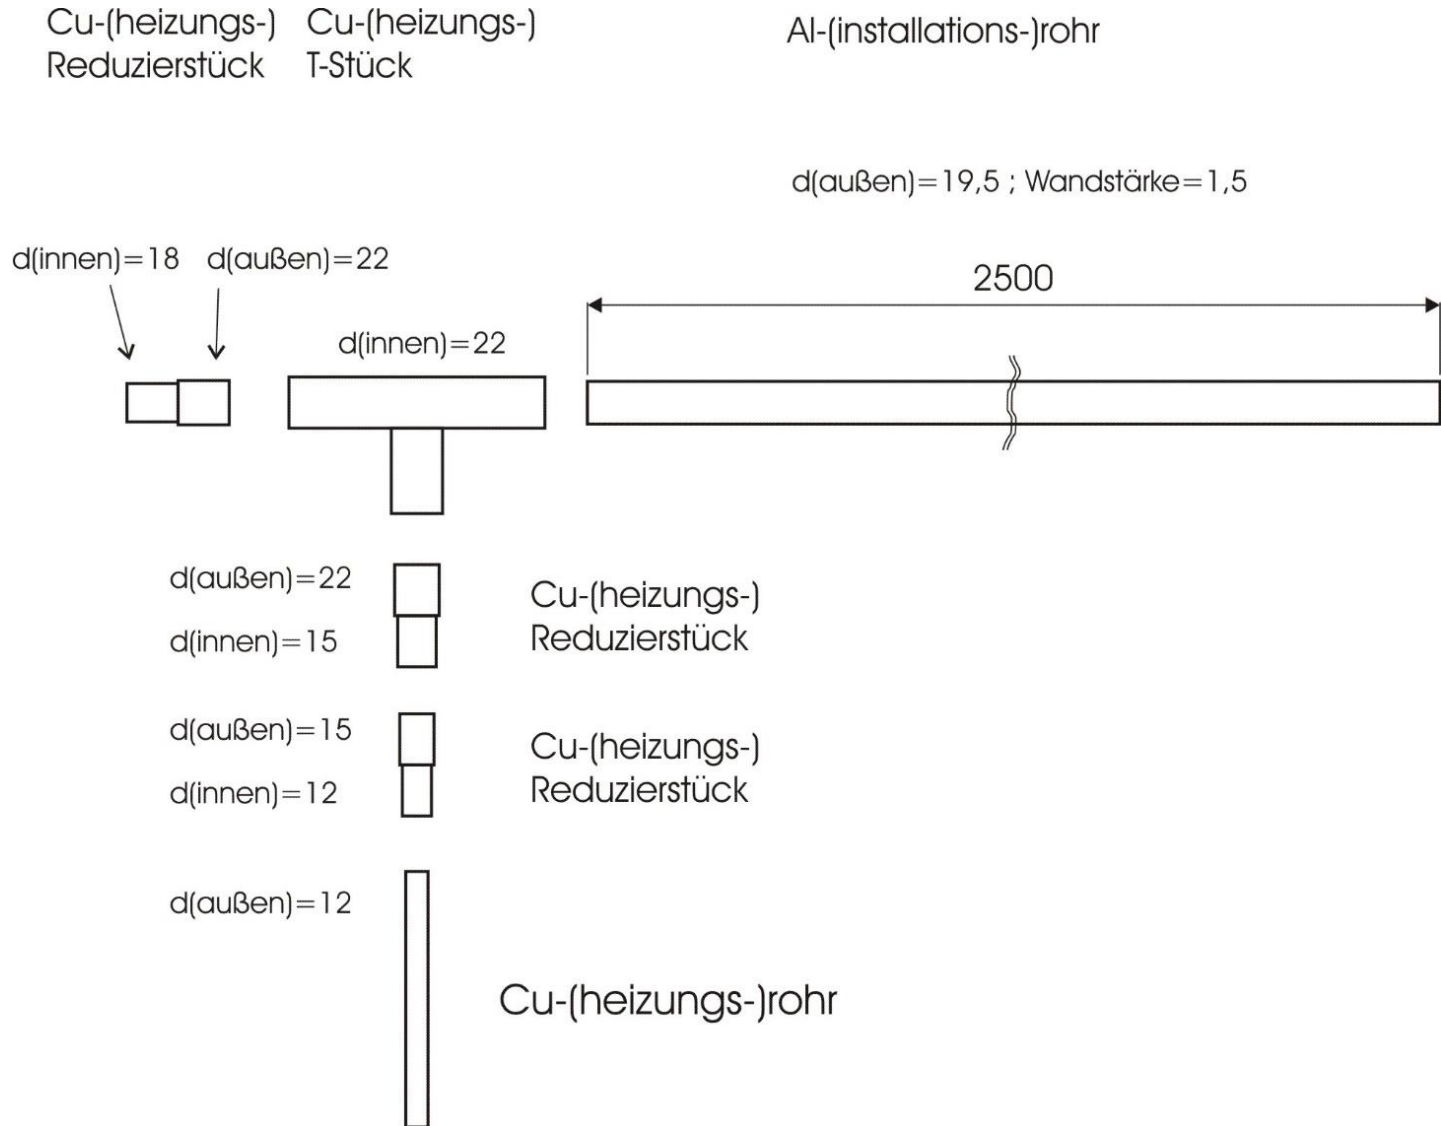 Cu-(heizungs-)
Reduzierstück
Cu-(heizungs-)
T-Stück
Al-(installations-)rohr
d(außen)=19,5 ; Wandstärke=1,5
d(innen)=18
d(außen)=22
2500
d(innen)=22
d(außen)=22
d(innen)=15
Cu-(heizungs-)
Reduzierstück
d(außen)=15
d(innen)=12
Cu-(heizungs-)
Reduzierstück
d(außen)=12
Cu-(heizungs-)rohr